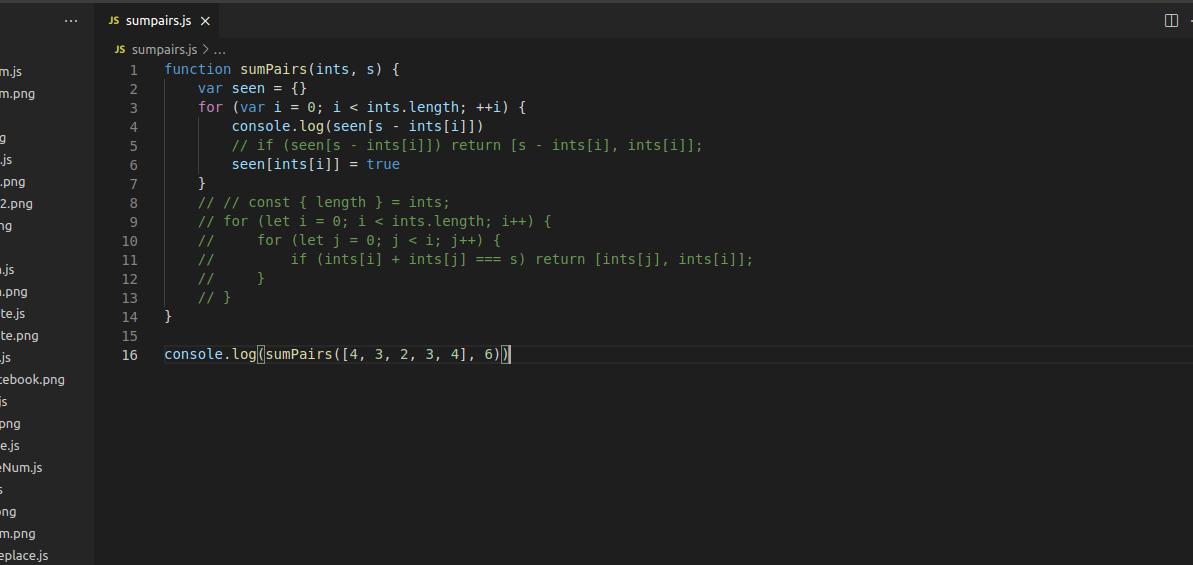 ...
JS sumpairs.js ×
JS sumpairs.js > ...
m.js
m.png
g
.js
.png
2.png
ng
.js
.png
te.js
te.png
.js
cebook.png
js
png
e.js
eNum.js
s
ng
m.png
eplace.js
1 function sumPairs(ints, s) {
2     var seen = {}
3     for (var i = 0; i < ints.length; ++i) {
4         console.log(seen[s - ints[i]])
5         // if (seen[s - ints[i]]) return [s - ints[i], ints[i]];
6         seen[ints[i]] = true
7     }
8     // // const { length } = ints;
9     // for (let i = 0; i < ints.length; i++) {
10     //     for (let j = 0; j < i; j++) {
11     //         if (ints[i] + ints[j] === s) return [ints[j], ints[i]];
12     //     }
13     // }
14 }
15
16 console.log(sumPairs([4, 3, 2, 3, 4], 6))